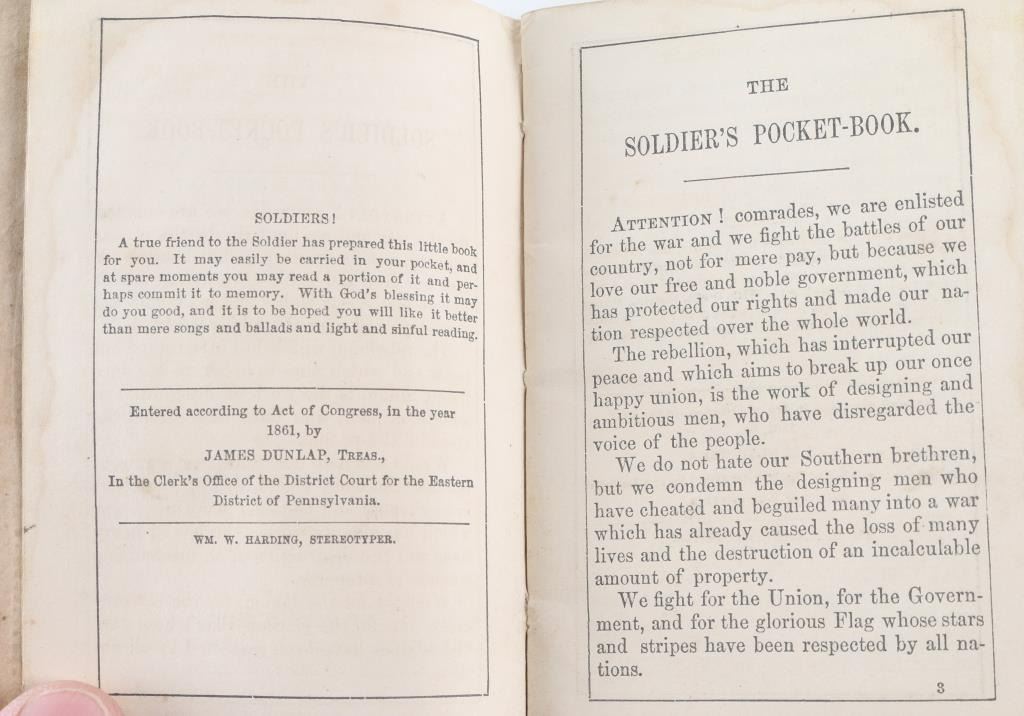 SOLDIERS!
A true friend to the Soldier has prepared this little book
for you. It may easily be carried in your pocket, and
at spare moments you may read a portion of it and per-
haps commit it to memory. With God's blessing it may
do you good, and it is to be hoped you will like it better
than mere songs and ballads and light and sinful reading.
Entered according to Act of Congress, in the year
1861, by
JAMES DUNLAP, TREAS.,
In the Clerk's Office of the District Court for the Eastern
District of Pennsylvania.
WM. W. HARDING, STEREOTYPER.
THE
SOLDIER'S POCKET-BOOK.
ATTENTION! comrades, we are enlisted
for the war and we fight the battles of our
country, not for mere pay, but because we
love our free and noble government, which
has protected our rights and made our na-
tion respected over the whole world.
The rebellion, which has interrupted our
peace and which aims to break up our once
happy union, is the work of designing and
ambitious men, who have disregarded the
voice of the people.
We do not hate our Southern brethren,
but we condemn the designing men who
have cheated and beguiled many into a war
which has already caused the loss of many
lives and the destruction of an incalculable
amount of property.
We fight for the Union, for the Govern-
ment, and for the glorious Flag whose stars
and stripes have been respected by all na-
tions.
3